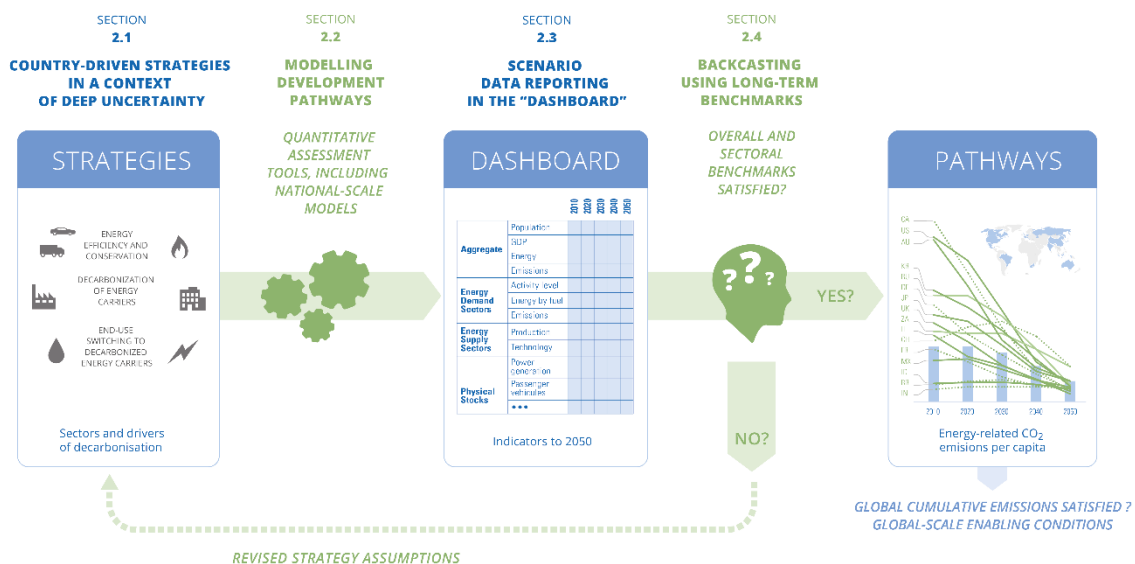 SECTION
2.1
COUNTRY-DRIVEN STRATEGIES
IN A CONTEXT
OF DEEP UNCERTAINTY
SECTION
2.2
MODELLING
DEVELOPMENT
PATHWAYS
SECTION
2.3
SCENARIO
DATA REPORTING
IN THE “DASHBOARD”
SECTION
2.4
BACKCASTING
USING LONG-TERM
BENCHMARKS
STRATEGIES
ENERGY
EFFICIENCY AND
CONSERVATION
DECARBONIZATION
OF ENERGY
CARRIERS
END-USE
SWITCHING TO
DECARBONIZED
ENERGY CARRIERS
Sectors and drivers
of decarbonisation
QUANTITATIVE
ASSESSMENT
TOOLS, INCLUDING
NATIONAL-SCALE
MODELS
DASHBOARD
2010
2020
2030
2040
2050
Aggregate
Population
GDP
Energy
Emissions
Energy
Demand
Sectors
Activity level
Energy by fuel
Emissions
Energy
Supply
Sectors
Production
Technology
Physical
Stocks
Power
generation
Passenger
vehicules
•••
Indicators to 2050
OVERALL AND
SECTORAL
BENCHMARKS
SATISFIED?
? ? ?
YES?
NO?
PATHWAYS
CA
US
AU
2010
2020
2030
2040
2050
Energy-related CO₂
emissions per capita
GLOBAL CUMULATIVE EMISSIONS SATISFIED ?
GLOBAL-SCALE ENABLING CONDITIONS
REVISED STRATEGY ASSUMPTIONS